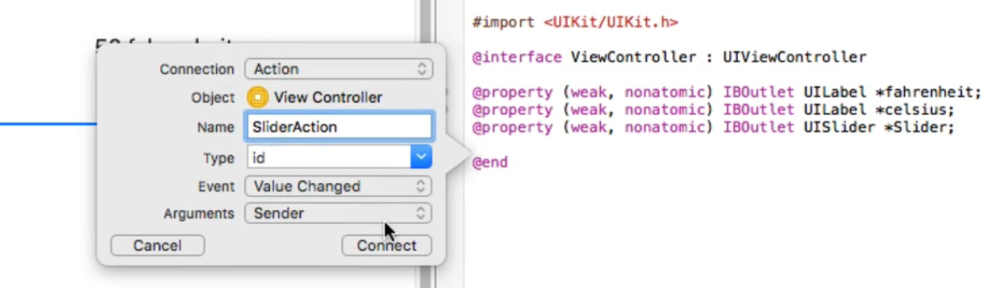 Connection Action
Object View Controller
Name SliderAction
Type id
Event Value Changed
Arguments Sender
Cancel Connect
#import <UIKit/UIKit.h>
@interface ViewController : UIViewController
@property (weak, nonatomic) IBOutlet UILabel *fahrenheit;
@property (weak, nonatomic) IBOutlet UILabel *celsius;
@property (weak, nonatomic) IBOutlet UISlider *Slider;
@end